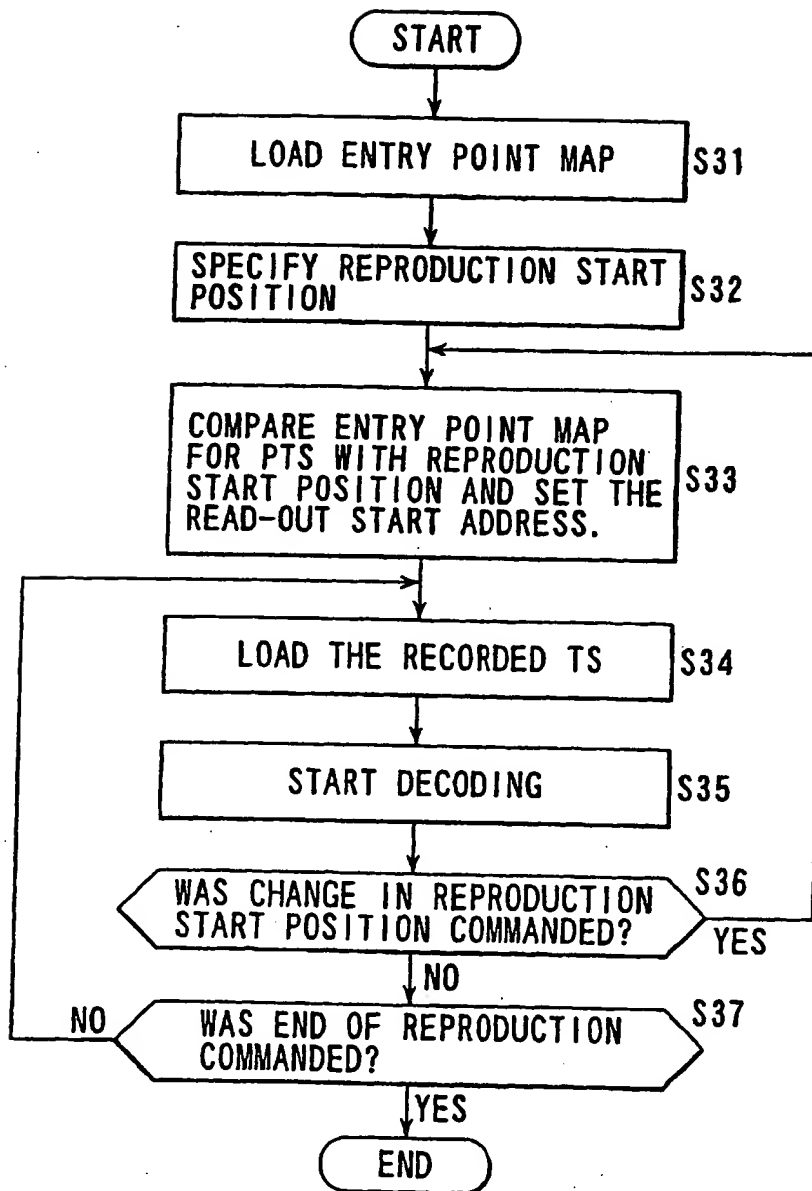 START
LOAD ENTRY POINT MAP
S31
SPECIFY REPRODUCTION START
POSITION
S32
COMPARE ENTRY POINT MAP
FOR PTS WITH REPRODUCTION
START POSITION AND SET THE
READ-OUT START ADDRESS.
S33
LOAD THE RECORDED TS
S34
START DECODING
S35
WAS CHANGE IN REPRODUCTION
START POSITION COMMANDED?
S36
YES
NO
WAS END OF REPRODUCTION
COMMANDED?
S37
NO
YES
END